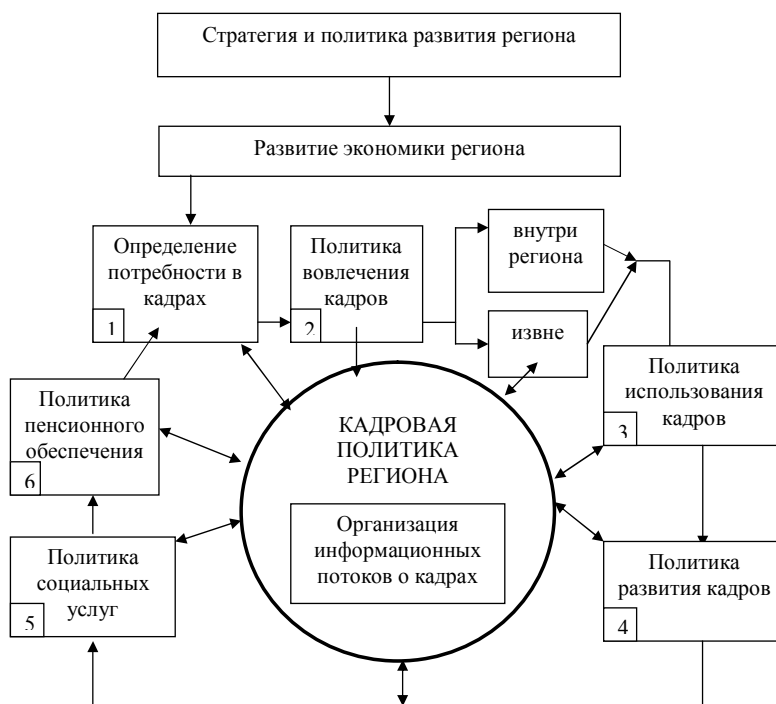 Стратегия и политика развития региона
Развитие экономики региона
Определение
потребности в
кадрах
1
Политика
вовлечения
кадров
2
внутри
региона
извне
Политика
использования
кадров
3
Политика
пенсионного
обеспечения
6
КАДРОВАЯ
ПОЛИТИКА
РЕГИОНА
Организация
информационных
потоков о кадрах
Политика
социальных
услуг
5
Политика
развития кадров
4